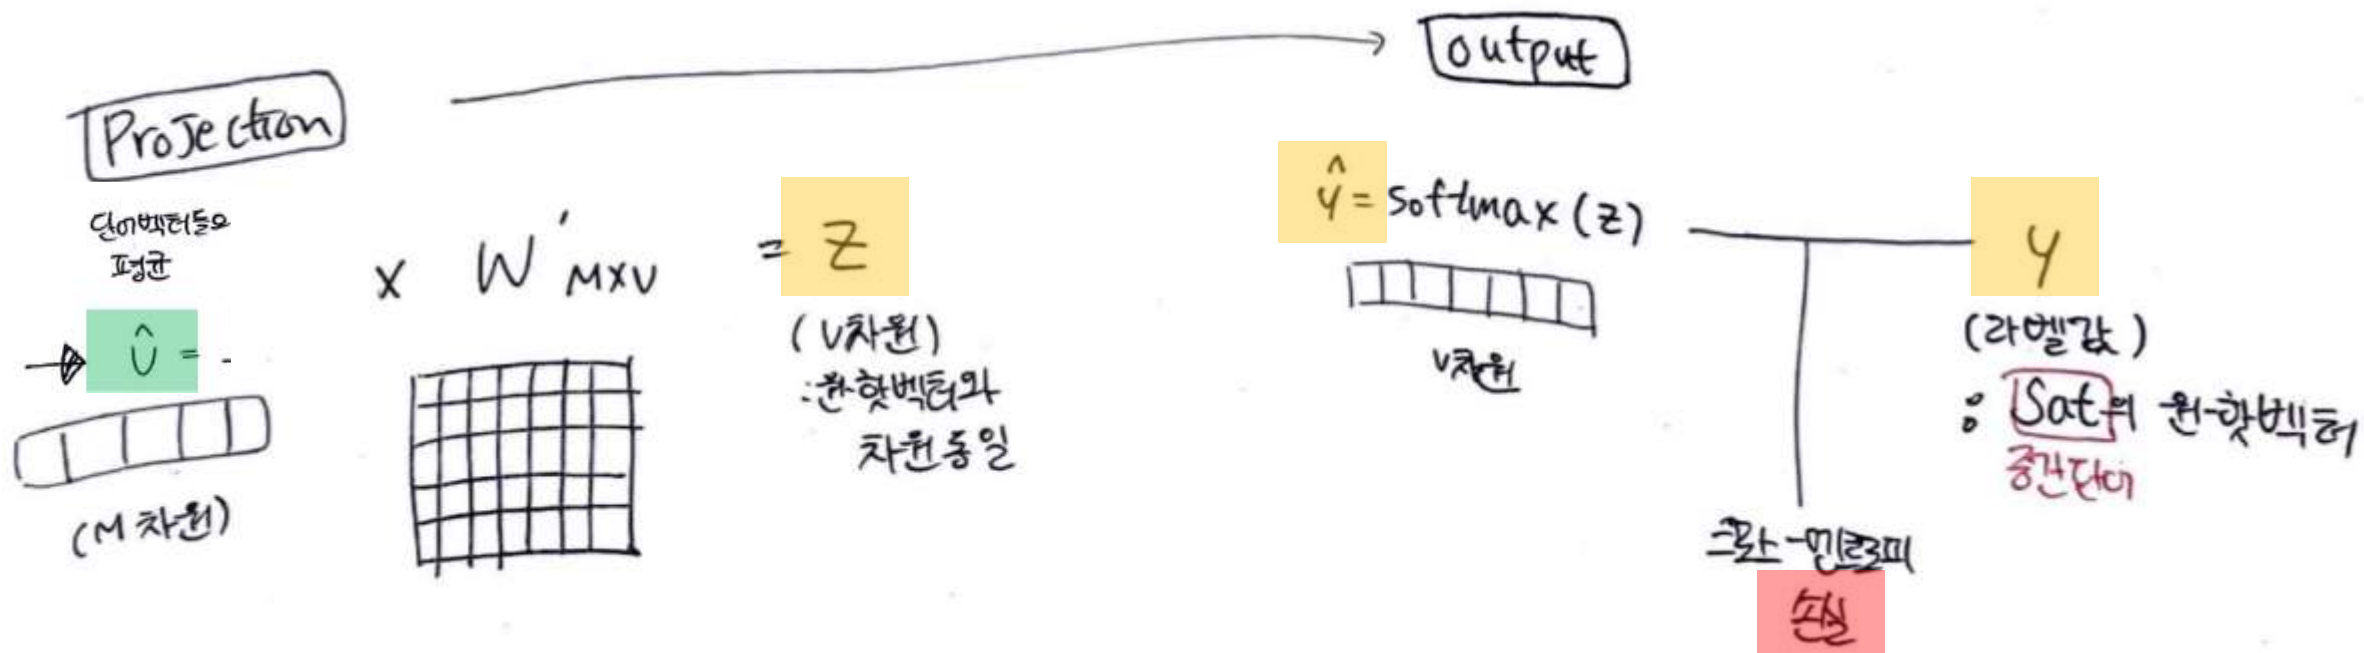 Projection
output
단어벡터들의
평균
Û = -
(M 차원)
x W'MXV = Z
(V차원)
: 원-핫벡터와
차원동일
ŷ = Softmax (z)
V차원
y
(라벨값)
: Sat의 원-핫벡터
중간단어
크로스-엔트로피
손실